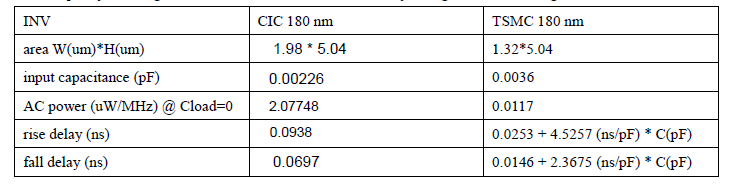 INV CIC 180 nm TSMC 180 nm
area W(um)*H(um) 1.98 * 5.04 1.32*5.04
input capacitance (pF) 0.00226 0.0036
AC power (uW/MHz) @ Cload=0 2.07748 0.0117
rise delay (ns) 0.0938 0.0253 + 4.5257 (ns/pF) * C(pF)
fall delay (ns) 0.0697 0.0146 + 2.3675 (ns/pF) * C(pF)